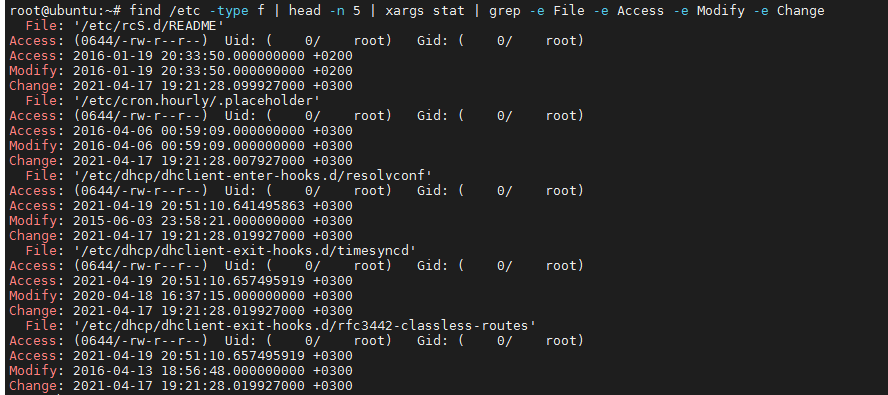 root@ubuntu:~# find /etc -type f | head -n 5 | xargs stat | grep -e File -e Access -e Modify -e Change
  File: '/etc/rcS.d/README'
Access: (0644/-rw-r--r--)  Uid: (    0/    root)   Gid: (    0/    root)
Access: 2016-01-19 20:33:50.000000000 +0200
Modify: 2016-01-19 20:33:50.000000000 +0200
Change: 2021-04-17 19:21:28.099927000 +0300
  File: '/etc/cron.hourly/.placeholder'
Access: (0644/-rw-r--r--)  Uid: (    0/    root)   Gid: (    0/    root)
Access: 2016-04-06 00:59:09.000000000 +0300
Modify: 2016-04-06 00:59:09.000000000 +0300
Change: 2021-04-17 19:21:28.007927000 +0300
  File: '/etc/dhcp/dhclient-enter-hooks.d/resolvconf'
Access: (0644/-rw-r--r--)  Uid: (    0/    root)   Gid: (    0/    root)
Access: 2021-04-19 20:51:10.641495863 +0300
Modify: 2015-06-03 23:58:21.000000000 +0300
Change: 2021-04-17 19:21:28.019927000 +0300
  File: '/etc/dhcp/dhclient-exit-hooks.d/timesyncd'
Access: (0644/-rw-r--r--)  Uid: (    0/    root)   Gid: (    0/    root)
Access: 2021-04-19 20:51:10.657495919 +0300
Modify: 2020-04-18 16:37:15.000000000 +0300
Change: 2021-04-17 19:21:28.019927000 +0300
  File: '/etc/dhcp/dhclient-exit-hooks.d/rfc3442-classless-routes'
Access: (0644/-rw-r--r--)  Uid: (    0/    root)   Gid: (    0/    root)
Access: 2021-04-19 20:51:10.657495919 +0300
Modify: 2016-04-13 18:56:48.000000000 +0300
Change: 2021-04-17 19:21:28.019927000 +0300